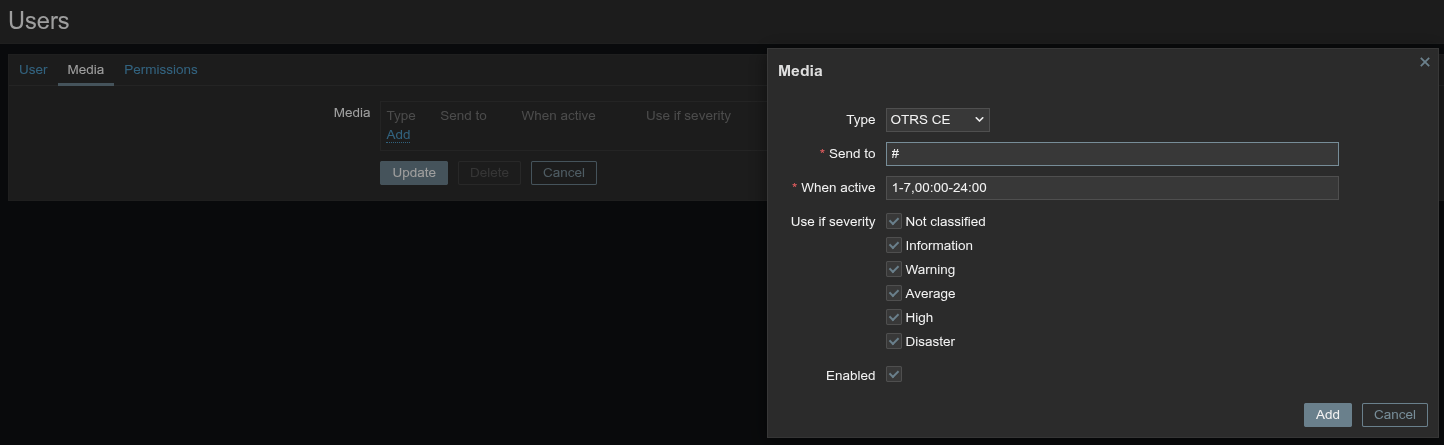 Users
User Media Permissions
Media Type Send to When active Use if severity
Add
Update Delete Cancel
Media
Type OTRS CE
* Send to #
* When active 1-7,00:00-24:00
Use if severity Not classified
Information
Warning
Average
High
Disaster
Enabled
Add Cancel